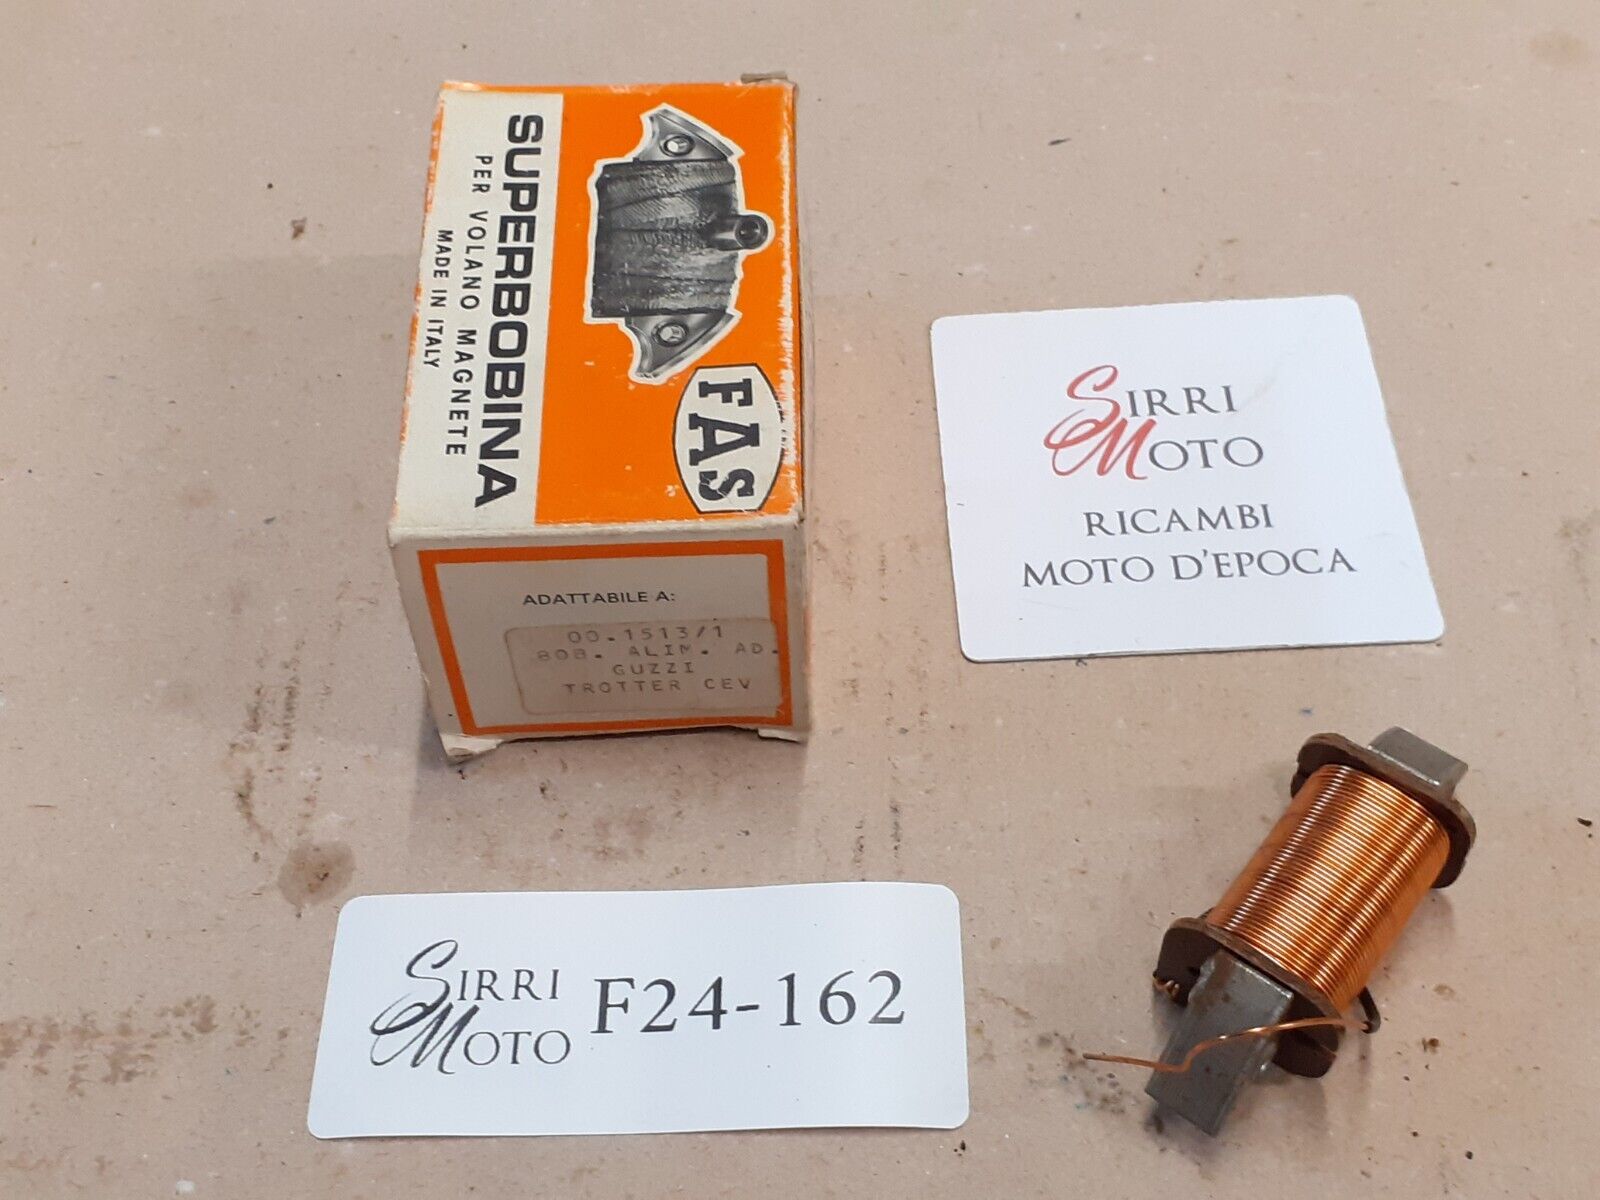 SUPERBOBINA
PER VOLANO MAGNETE
MADE IN ITALY
FAS
ADATTABILE A:
00.1513/1
BOB. ALIM. AD.
GUZZI
TROTTER CEV
SIRRI
MOTO
RICAMBI
MOTO D'EPOCA
SIRRI
MOTO
F24-162